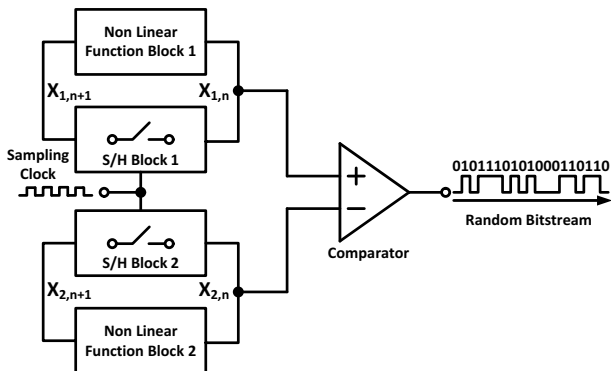 Non Linear
Function Block 1
X1,n+1
X1,n
S/H Block 1
Sampling
Clock
S/H Block 2
X2,n+1
X2,n
Non Linear
Function Block 2
+
−
Comparator
0101110101000110110
Random Bitstream